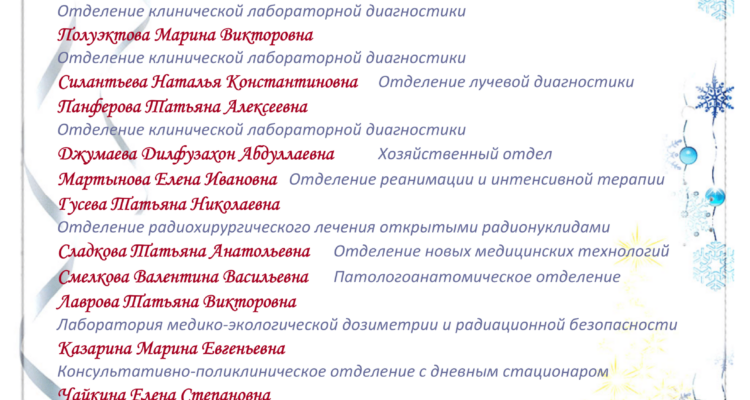 Отделение клинической лабораторной диагностики
Полуэктова Марина Викторовна
Отделение клинической лабораторной диагностики
Силантьева Наталья Константиновна Отделение лучевой диагностики
Панферова Татьяна Алексеевна
Отделение клинической лабораторной диагностики
Джумаева Дилфузахон Абдуллаевна Хозяйственный отдел
Мартынова Елена Ивановна Отделение реанимации и интенсивной терапии
Гусева Татьяна Николаевна
Отделение радиохирургического лечения открытыми радионуклидами
Сладкова Татьяна Анатольевна Отделение новых медицинских технологий
Смелкова Валентина Васильевна Патологоанатомическое отделение
Лаврова Татьяна Викторовна
Лаборатория медико-экологической дозиметрии и радиационной безопасности
Казарина Марина Евгеньевна
Консультативно-поликлиническое отделение с дневным стационаром
Чайкина Елена Степановна